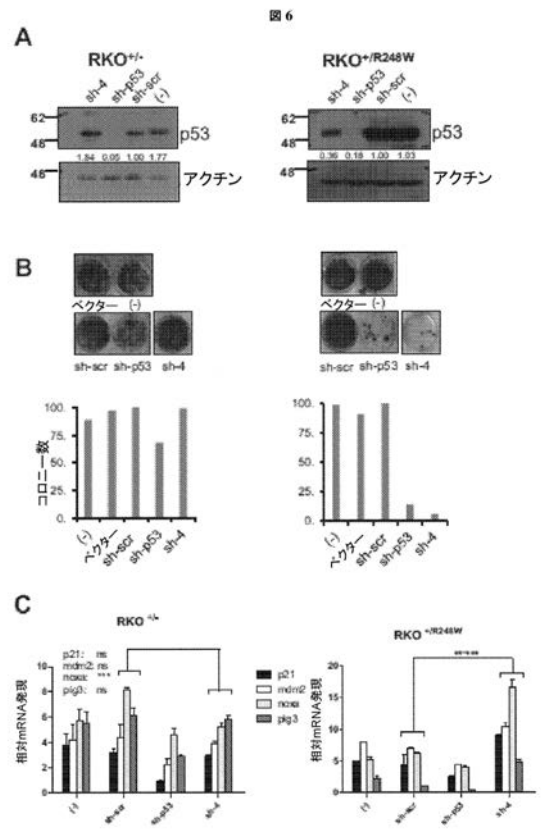 図 6
A
RKO+/-
RKO+/R248W
sh-4 sh-p53 sh-scr (-)
sh-4 sh-p53 sh-scr (-)
62
48
p53
62
48
p53
1.84 0.05 1.00 1.77
0.36 0.18 1.00 1.03
48
アクチン
48
アクチン
B
ベクター (-)
ベクター (-)
sh-scr sh-p53 sh-4
sh-scr sh-p53 sh-4
コロニー数
100.
75.
50.
25.
0.
100.
75.
50.
25.
0.
(-) ベクター sh-scr sh-p53 sh-4
(-) ベクター sh-scr sh-p53 sh-4
C
RKO +/-
RKO +/R248W
p21: ns
mdm2: ns
noxa: ***
pig3: ns
p21
mdm2
noxa
pig3
相対mRNA発現
10
8
6
4
2
0
相対mRNA発現
20
15
10
5
0
(-) sh-scr sh-p53 sh-4
(-) sh-scr sh-p53 sh-4